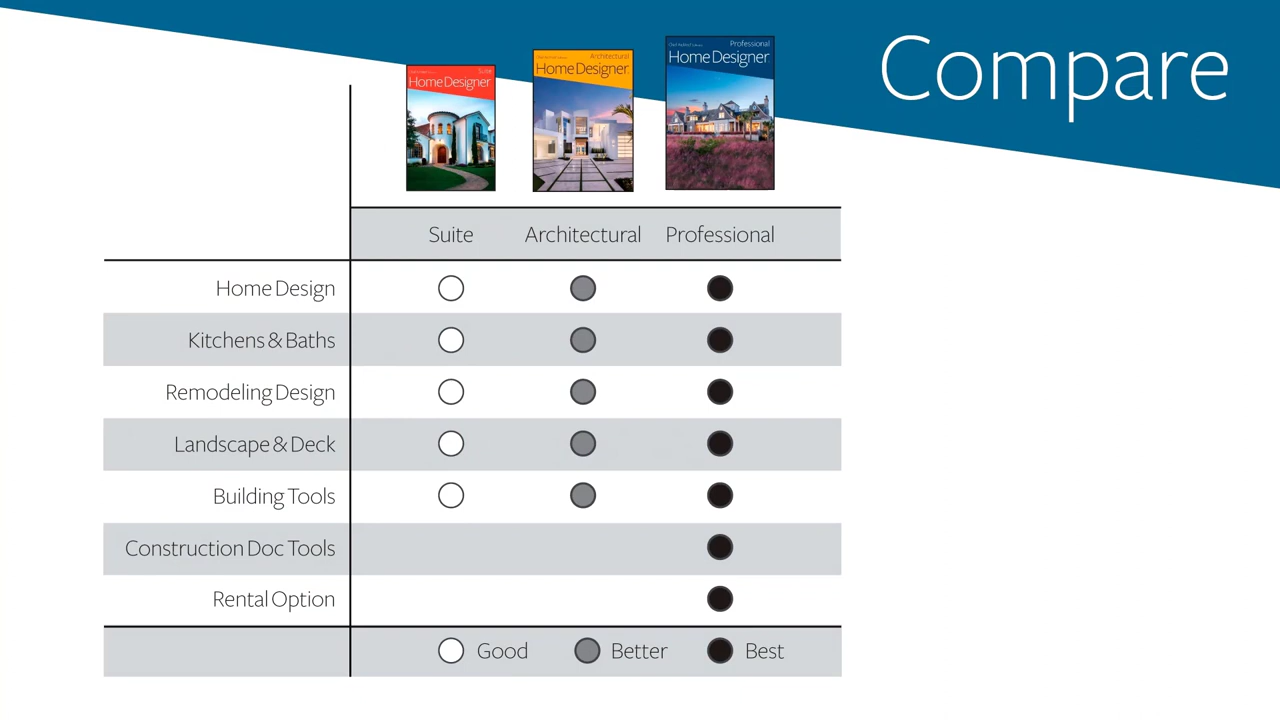 Compare
Suite
Home Designer
Architectural
Home Designer
Professional
Home Designer
Suite Architectural Professional
Home Design
Kitchens & Baths
Remodeling Design
Landscape & Deck
Building Tools
Construction Doc Tools
Rental Option
Good Better Best